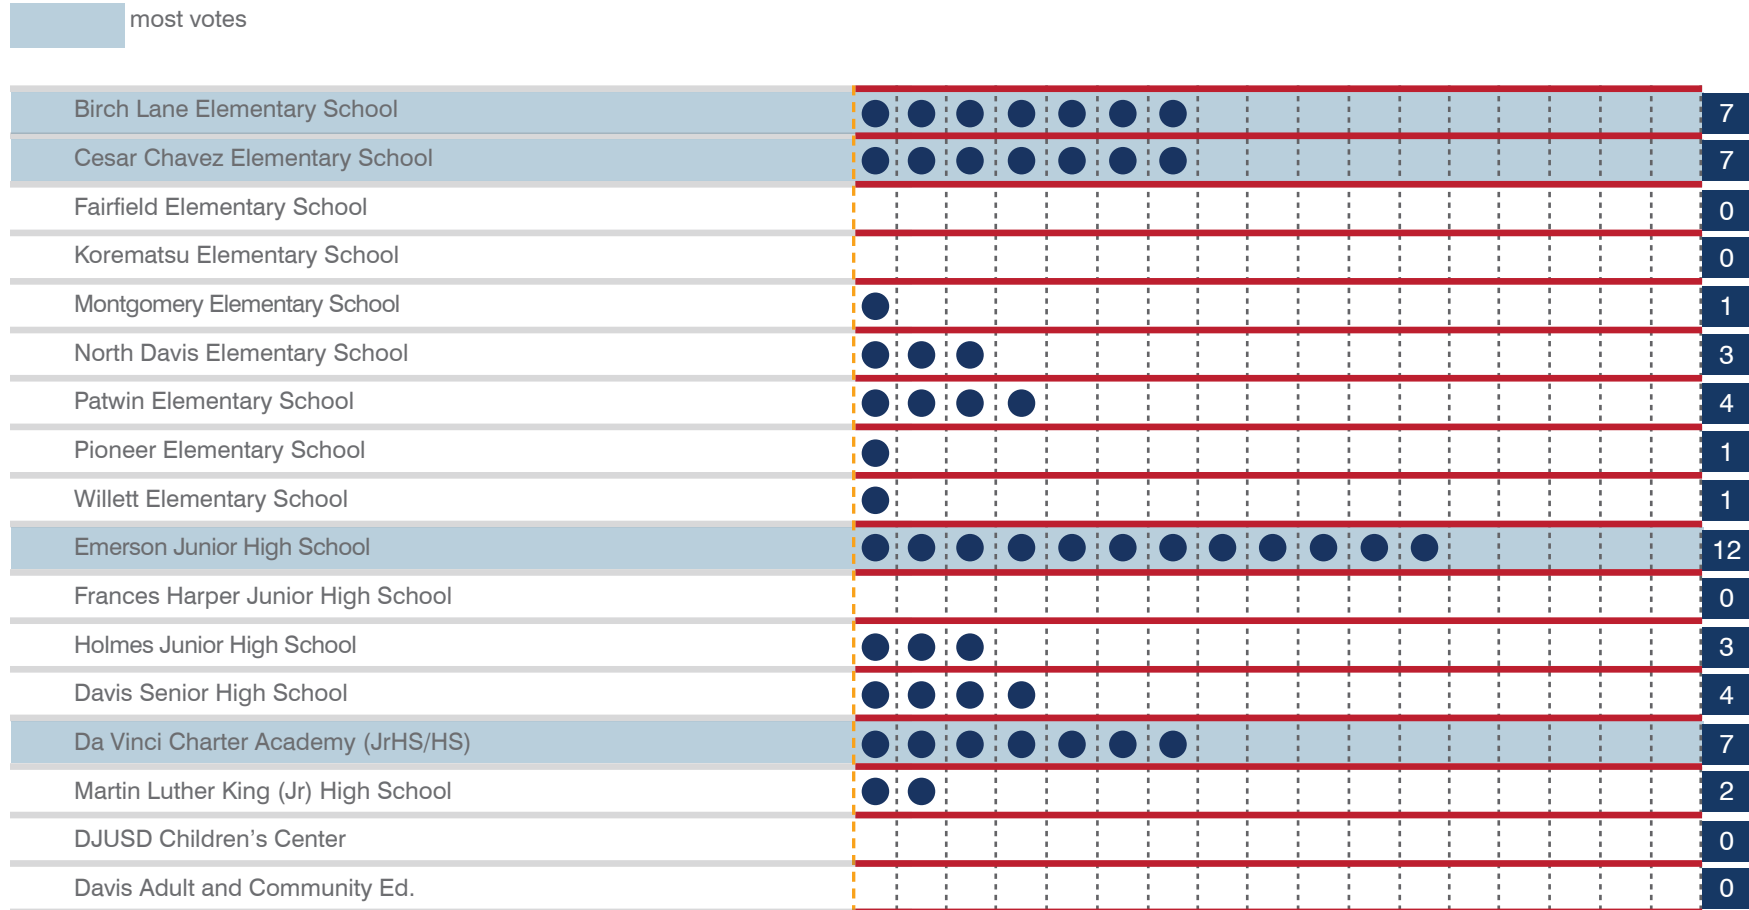 most votes
Birch Lane Elementary School 7
Cesar Chavez Elementary School 7
Fairfield Elementary School 0
Korematsu Elementary School 0
Montgomery Elementary School 1
North Davis Elementary School 3
Patwin Elementary School 4
Pioneer Elementary School 1
Willett Elementary School 1
Emerson Junior High School 12
Frances Harper Junior High School 0
Holmes Junior High School 3
Davis Senior High School 4
Da Vinci Charter Academy (JrHS/HS) 7
Martin Luther King (Jr) High School 2
DJUSD Children’s Center 0
Davis Adult and Community Ed. 0